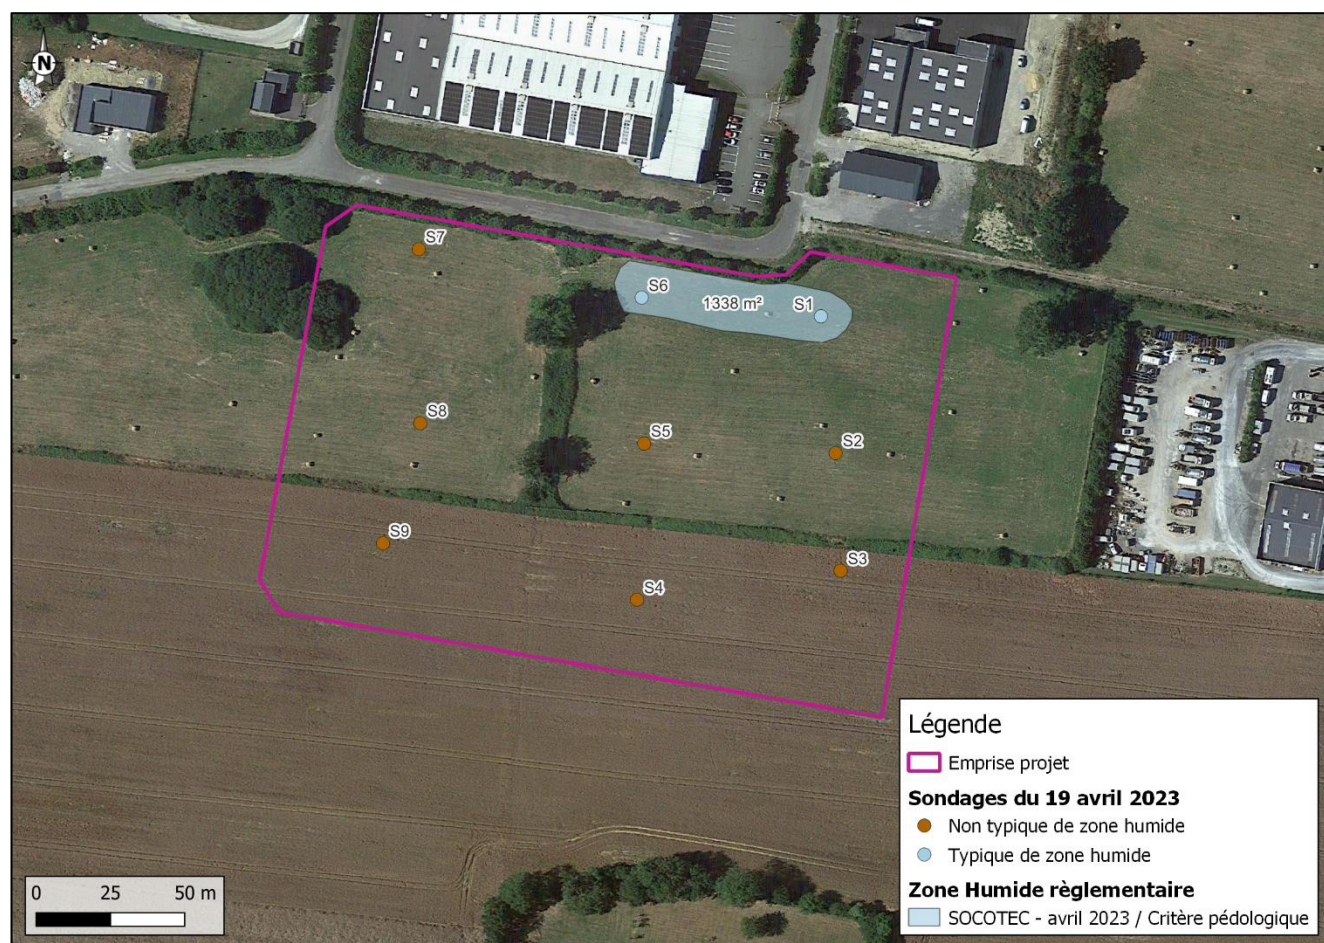 N
S7
S6
1338 m²
S1
S8
S5
S2
S9
S3
S4
Légende
Emprise projet
Sondages du 19 avril 2023
Non typique de zone humide
Typique de zone humide
Zone Humide règlementaire
SOCOTEC - avril 2023 / Critère pédologique
0 25 50 m